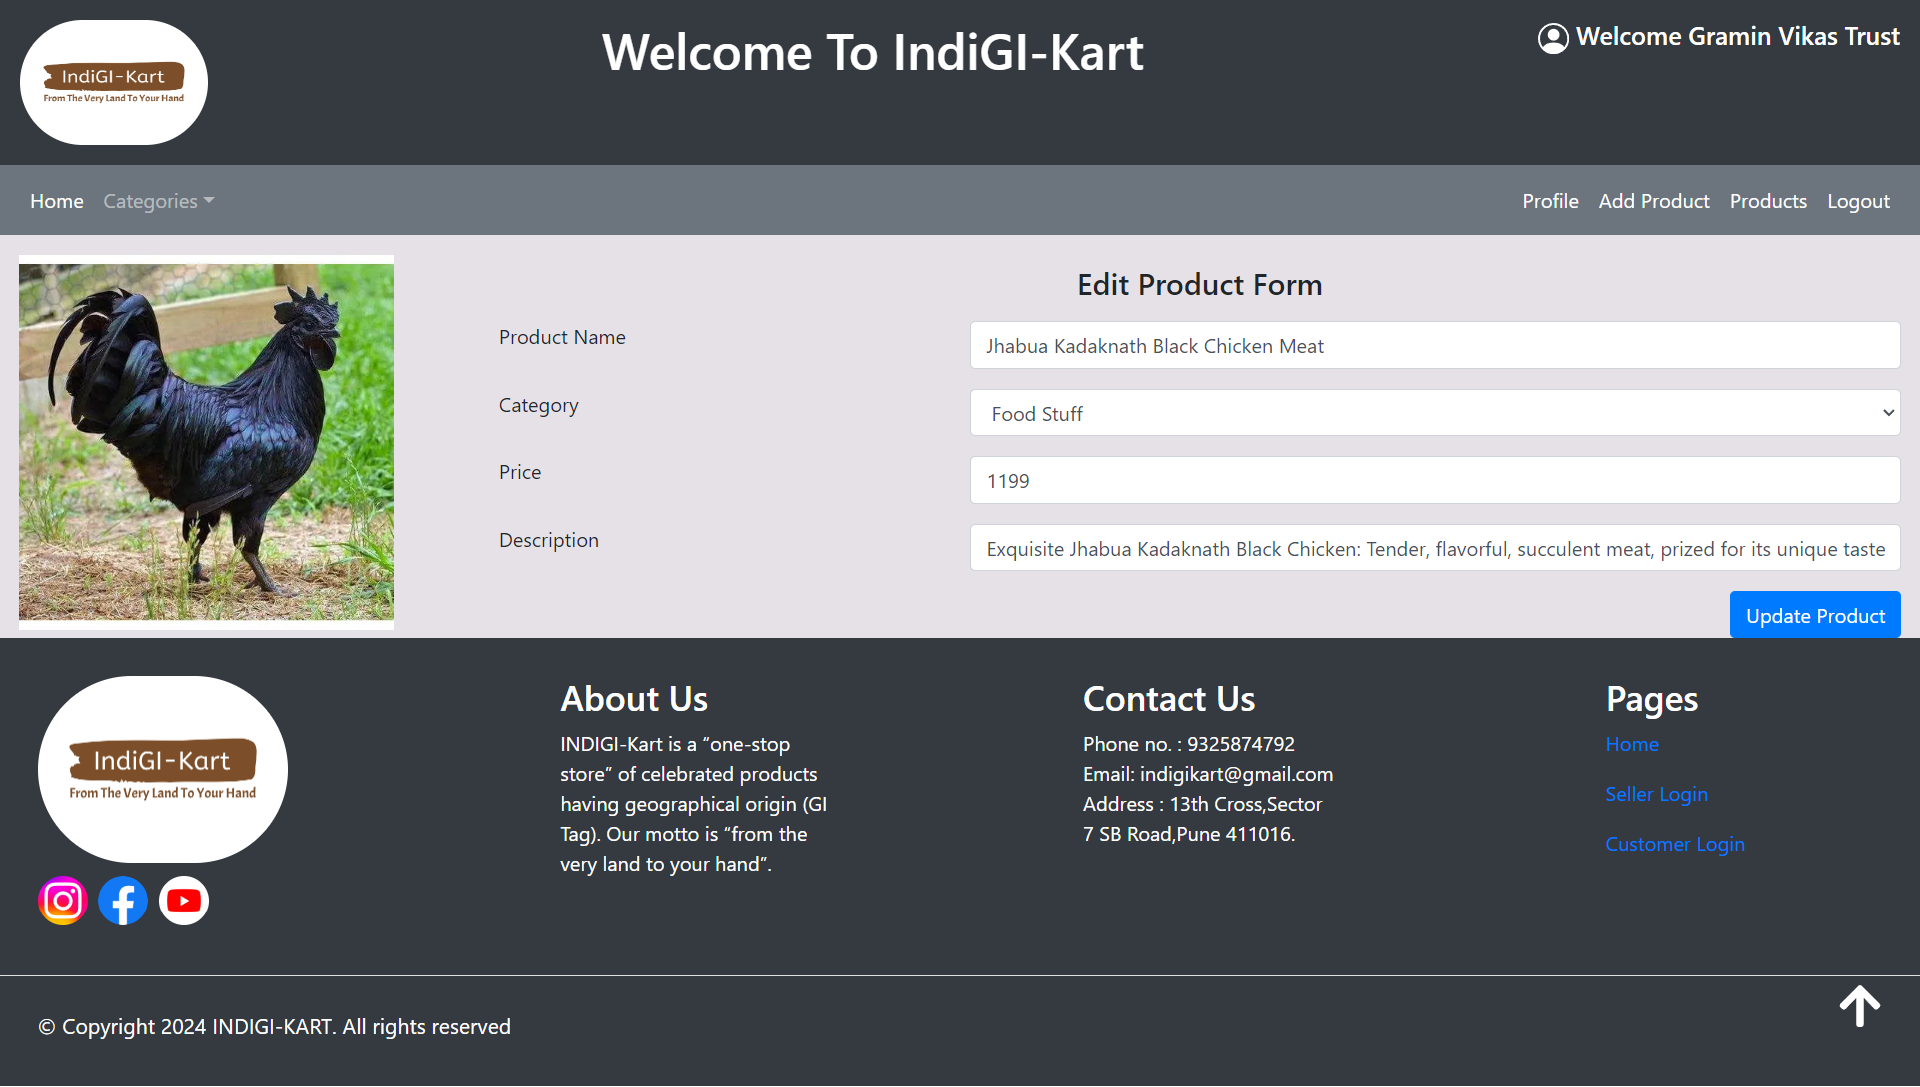 IndiGI-Kart
From The Very Land To Your Hand
Welcome To IndiGI-Kart
Welcome Gramin Vikas Trust
Home Categories
Profile Add Product Products Logout
Edit Product Form
Product Name
Jhabua Kadaknath Black Chicken Meat
Category
Food Stuff
Price
1199
Description
Exquisite Jhabua Kadaknath Black Chicken: Tender, flavorful, succulent meat, prized for its unique taste
Update Product
IndiGI-Kart
From The Very Land To Your Hand
About Us
INDIGI-Kart is a “one-stop
store” of celebrated products
having geographical origin (GI
Tag). Our motto is “from the
very land to your hand”.
Contact Us
Phone no. : 9325874792
Email: indigikart@gmail.com
Address : 13th Cross,Sector
7 SB Road,Pune 411016.
Pages
Home
Seller Login
Customer Login
© Copyright 2024 INDIGI-KART. All rights reserved